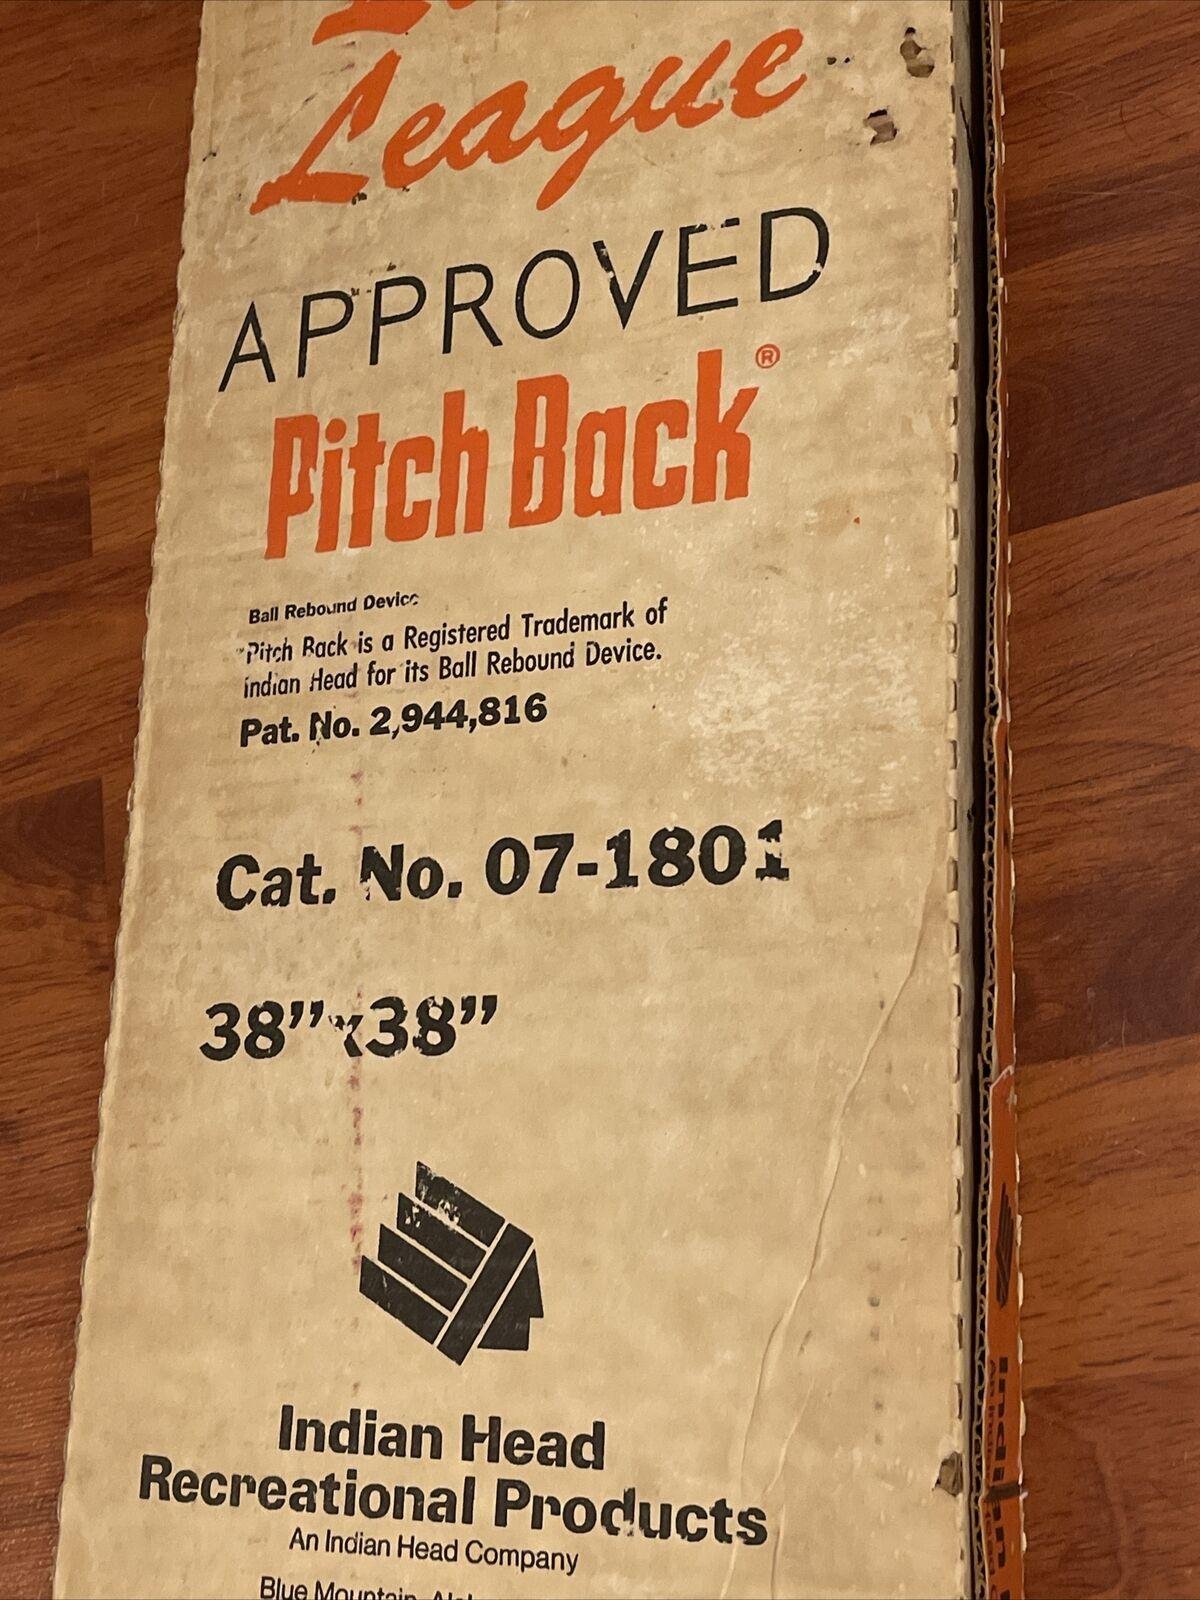 League
APPROVED
Pitch Back®
Ball Rebound Device
"Pitch Back is a Registered Trademark of
Indian Head for its Ball Rebound Device.
Pat. No. 2,944,816
Cat. No. 07-1801
38”x38”
Indian Head
Recreational Products
An Indian Head Company
Blue Mountain,